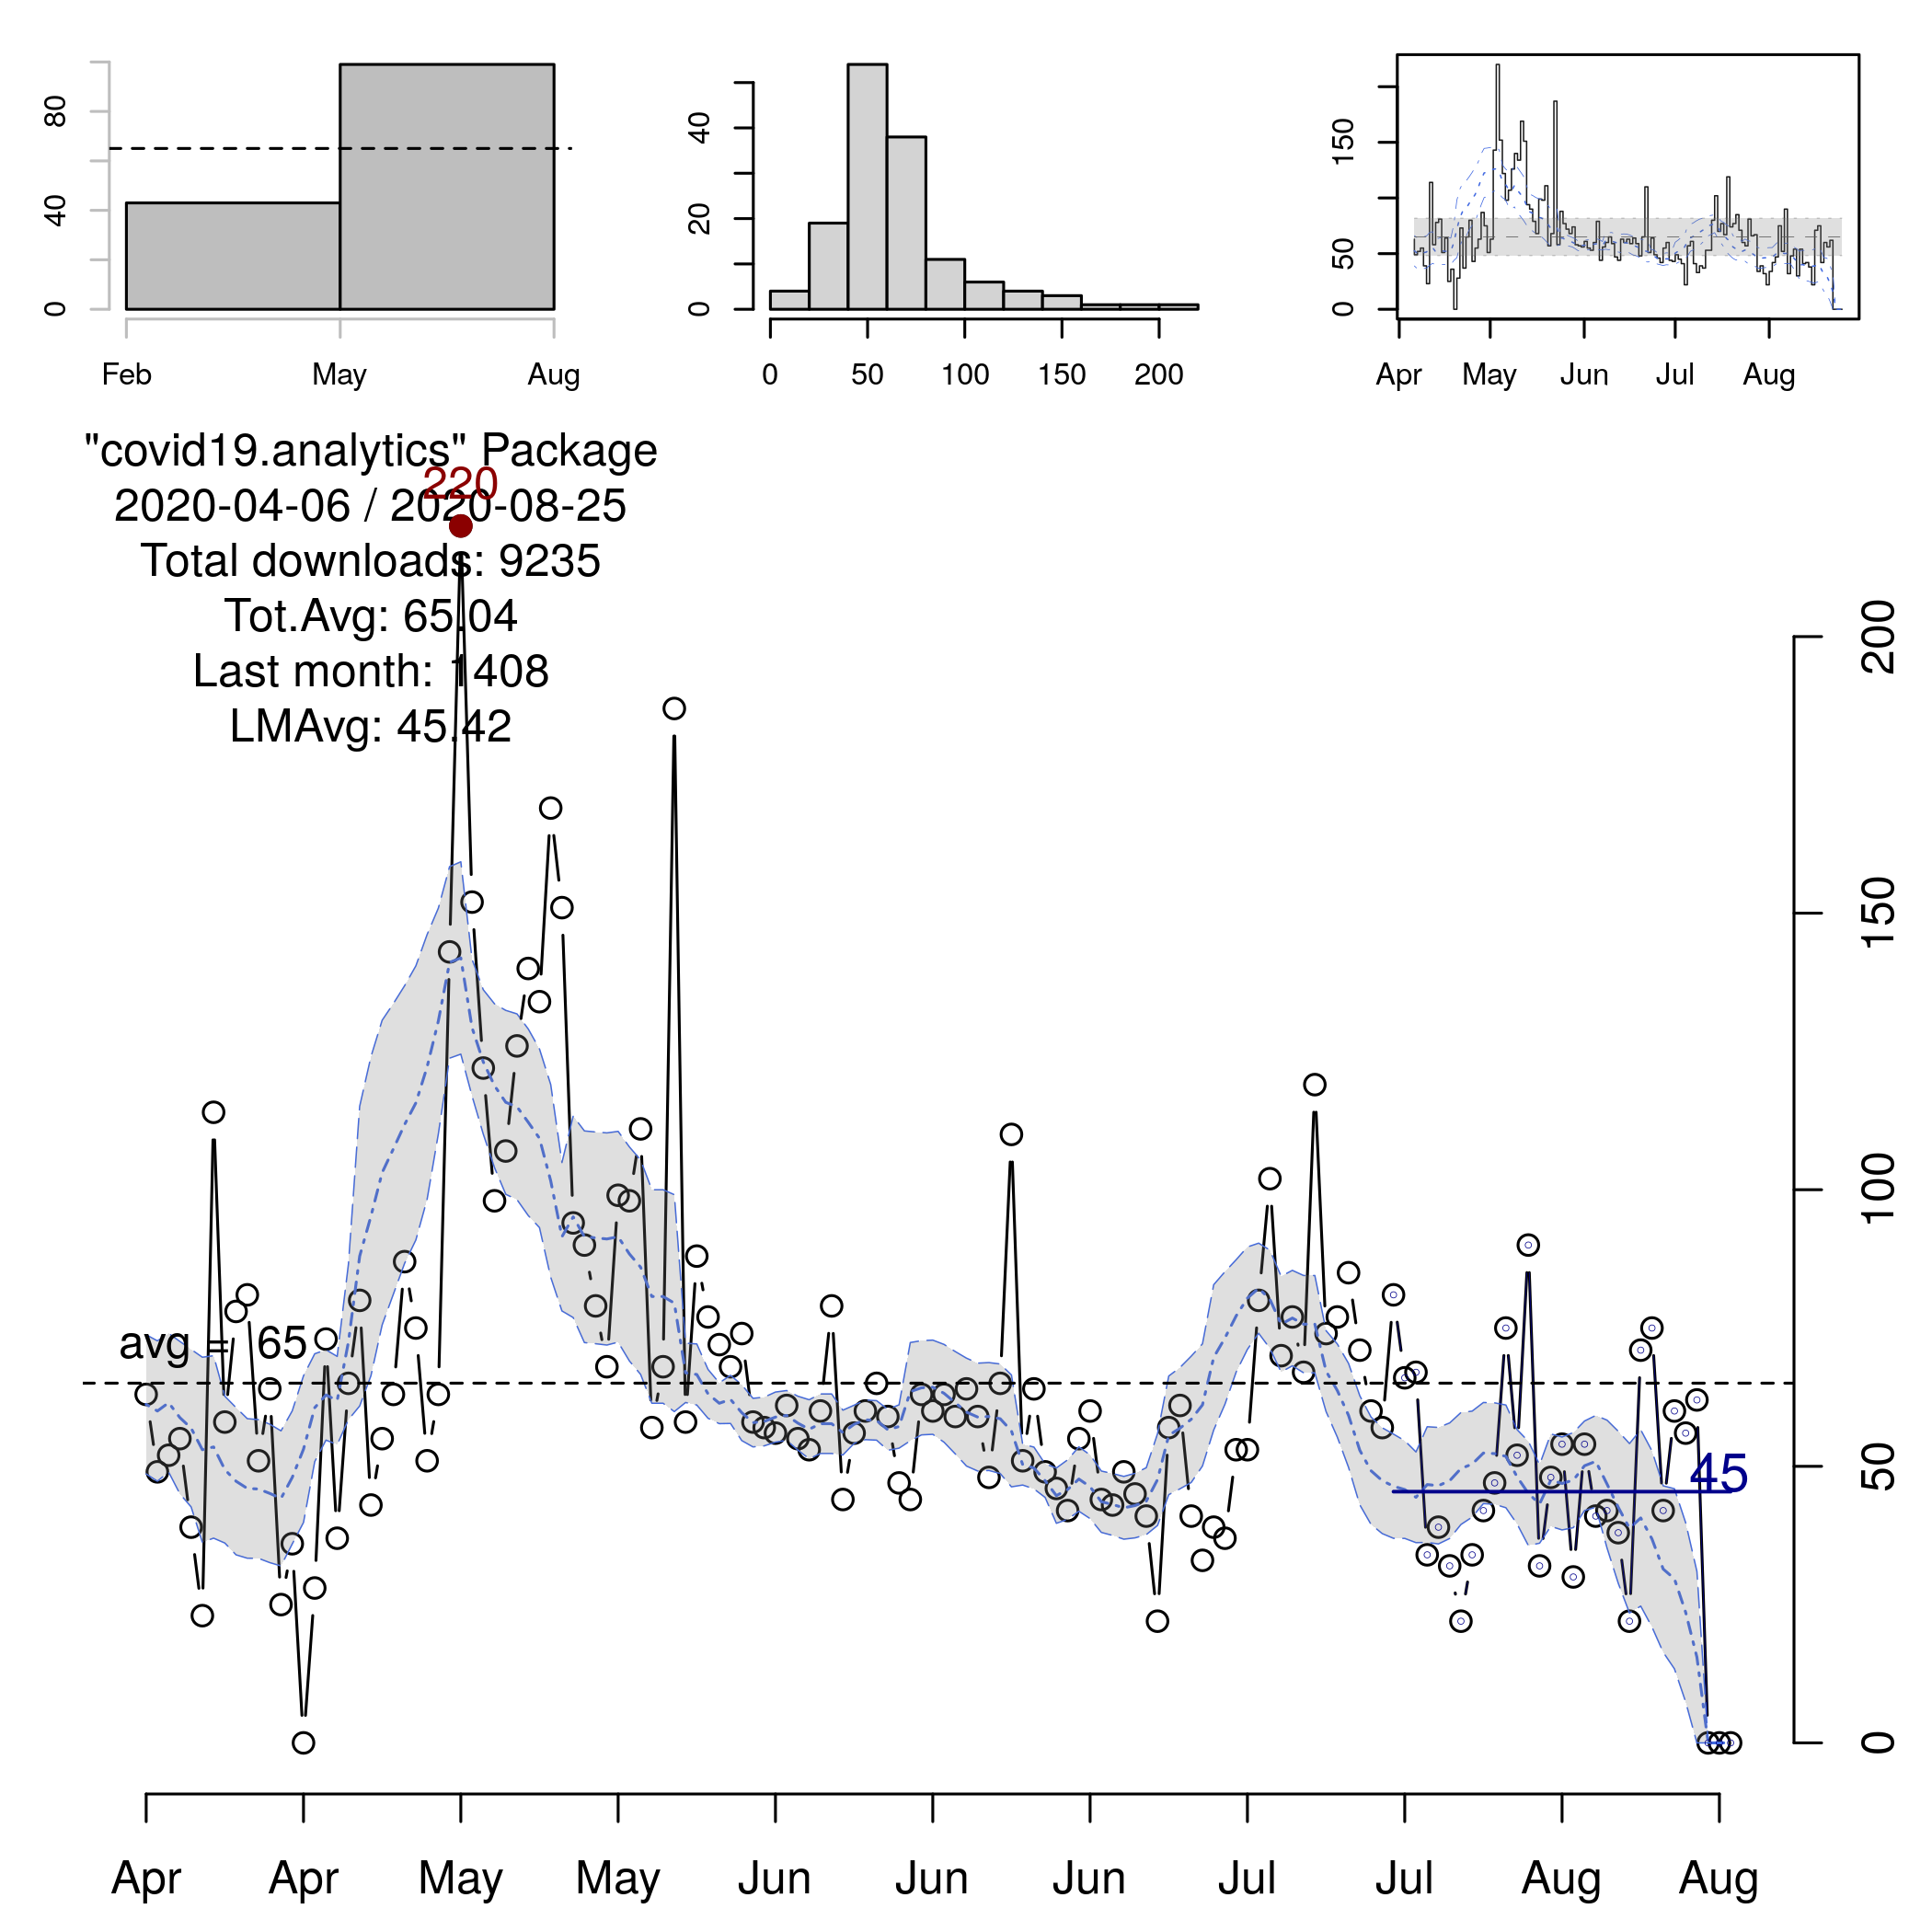 80
40
0
Feb May Aug
40
20
0
0 50 100 150 200
150
50
0
Apr May Jun Jul Aug
"covid19.analytics" Package
220
2020-04-06 / 2020-08-25
Total downloads: 9235
Tot.Avg: 65.04
Last month: 1408
LMAvg: 45.42
avg = 65
45
200
150
100
50
0
Apr Apr May May Jun Jun Jun Jul Jul Aug Aug